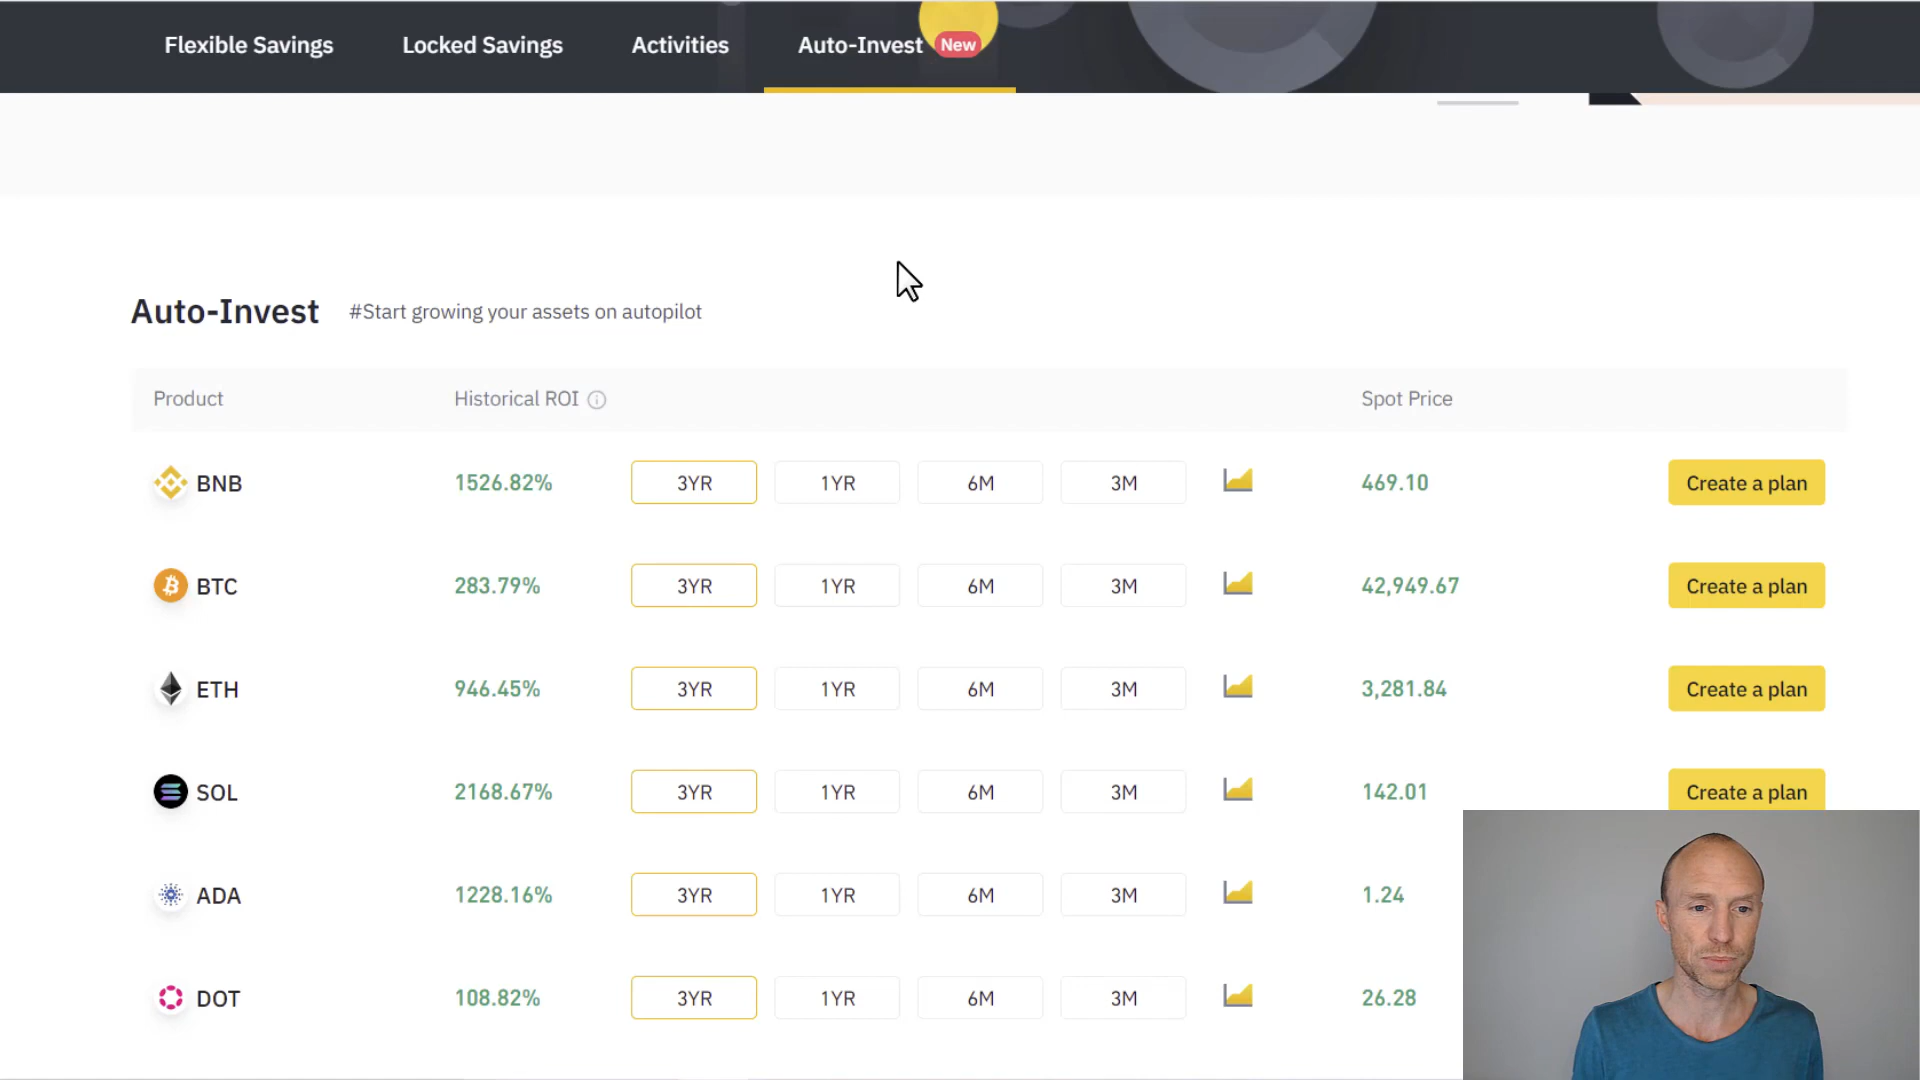 Flexible Savings Locked Savings Activities Auto-Invest New
Auto-Invest #Start growing your assets on autopilot
Product Historical ROI Spot Price
BNB 1526.82% 3YR 1YR 6M 3M 469.10 Create a plan
BTC 283.79% 3YR 1YR 6M 3M 42,949.67 Create a plan
ETH 946.45% 3YR 1YR 6M 3M 3,281.84 Create a plan
SOL 2168.67% 3YR 1YR 6M 3M 142.01 Create a plan
ADA 1228.16% 3YR 1YR 6M 3M 1.24
DOT 108.82% 3YR 1YR 6M 3M 26.28